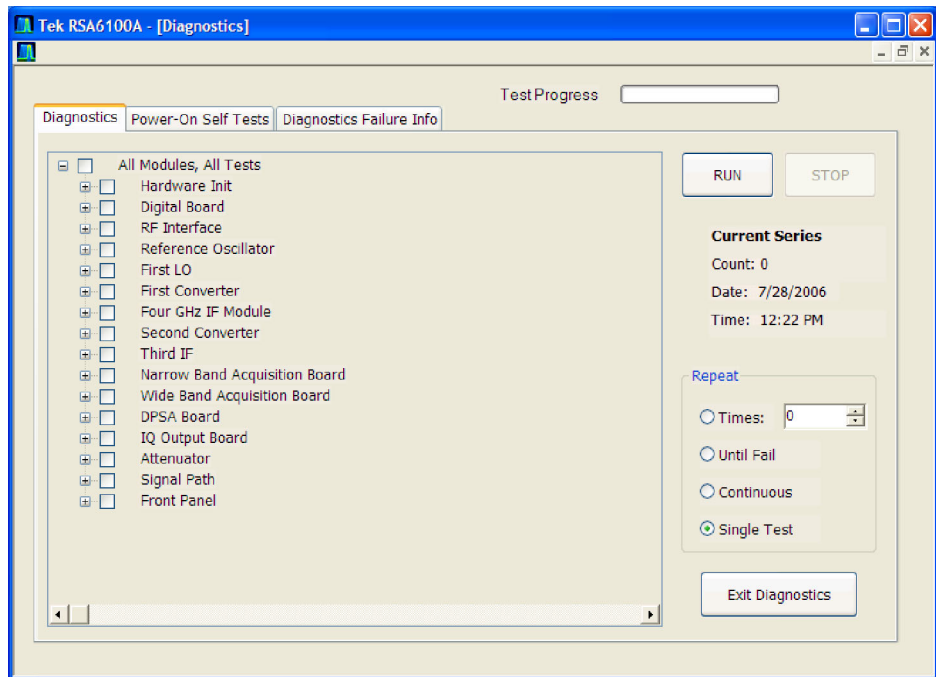 Tek RSA6100A - [Diagnostics]
Test Progress
Diagnostics
Power-On Self Tests
Diagnostics Failure Info
All Modules, All Tests
Hardware Init
Digital Board
RF Interface
Reference Oscillator
First LO
First Converter
Four GHz IF Module
Second Converter
Third IF
Narrow Band Acquisition Board
Wide Band Acquisition Board
DPSA Board
IQ Output Board
Attenuator
Signal Path
Front Panel
RUN
STOP
Current Series
Count: 0
Date: 7/28/2006
Time: 12:22 PM
Repeat
Times: 0
Until Fail
Continuous
Single Test
Exit Diagnostics